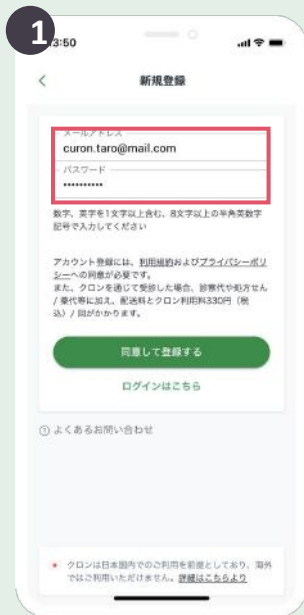 1
3:50
新規登録
メールアドレス
curon.taro@mail.com
パスワード
••••••••••
数字、英字を1文字以上含む、8文字以上の半角英数字
記号で入力してください
アカウント登録には、利用規約およびプライバシーポリ
シーへの同意が必要です。
また、クロンを通じて受診した場合、診察代や処方せん
/ 薬代等に加え、配送料とクロン利用料330円（税
込）/ 回がかかります。
同意して登録する
ログインはこちら
? よくあるお問い合わせ
クロンは日本国内でのご利用を前提としており、海外
ではご利用いただけません。詳細はこちらより